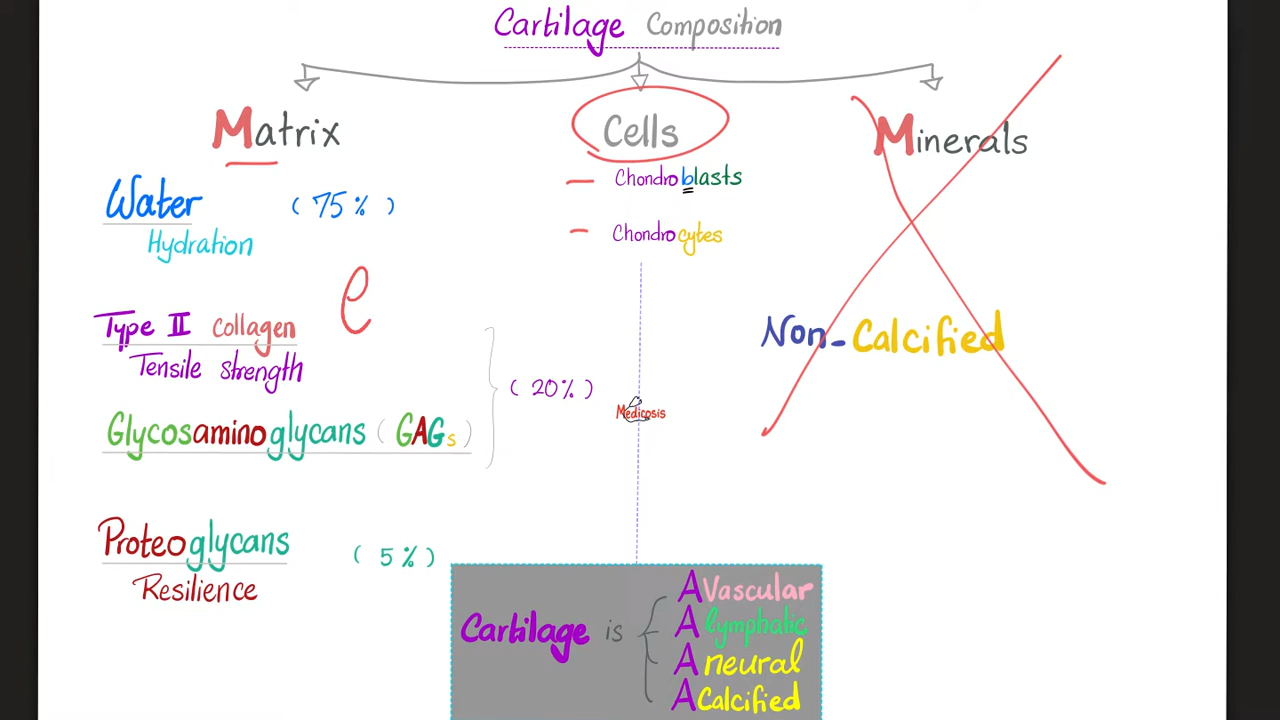 Cartilage Composition
Matrix
Cells
Minerals
Water (75%)
Hydration
Chondroblasts
Chondrocytes
e
Type II Collagen
Tensile strength
(20%)
Glycosaminoglycans (GAGs)
Non-Calcified
Medicosis
Proteoglycans (5%)
Resilience
Cartilage is
AVascular
Alymphatic
Aneural
ACalcified